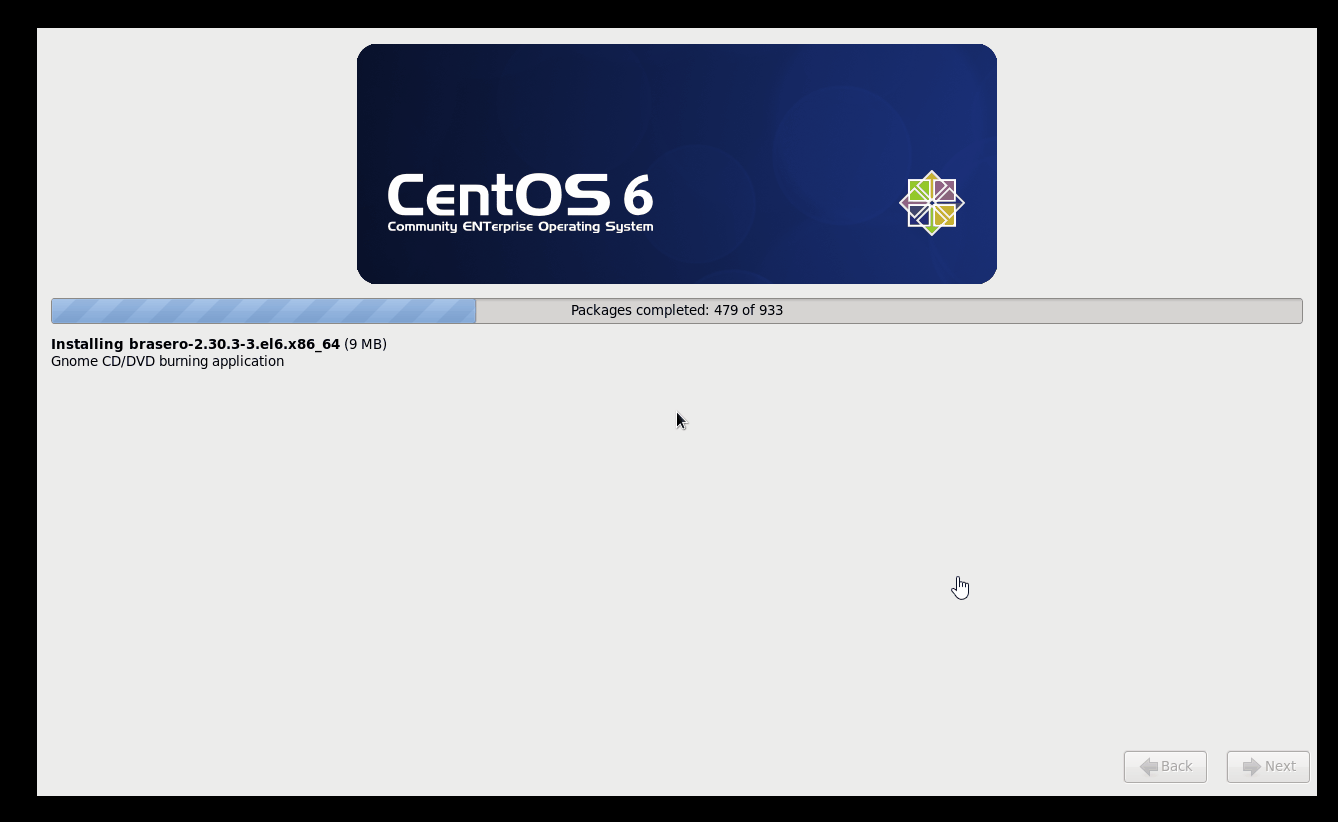 CentOS 6
Community ENTerprise Operating System
Packages completed: 479 of 933
Installing brasero-2.30.3-3.el6.x86_64 (9 MB)
Gnome CD/DVD burning application
Back
Next